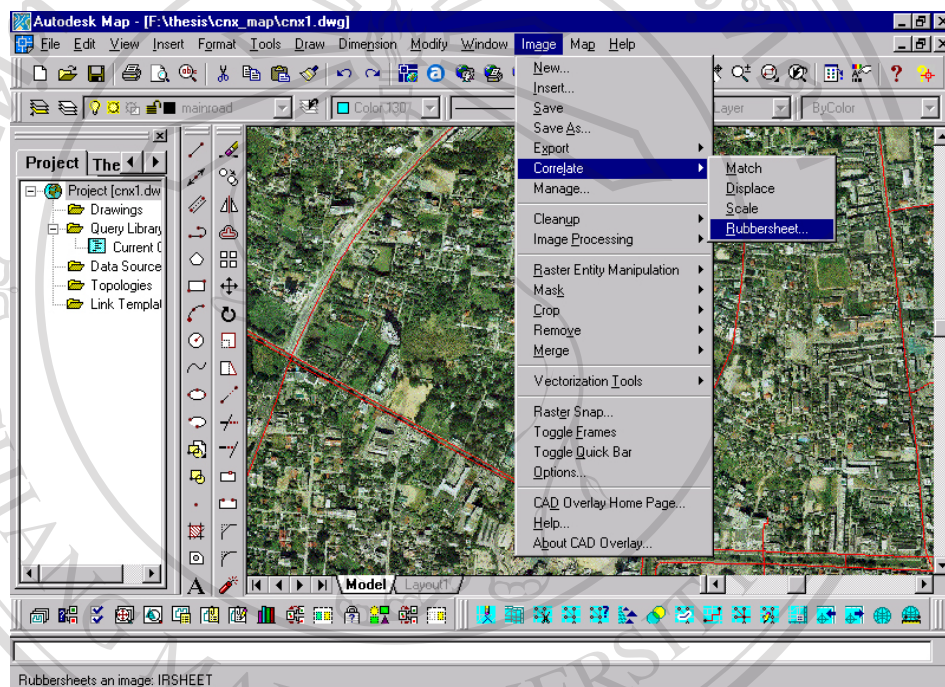 Autodesk Map - [F:\thesis\cnx_map\cnx1.dwg]
File Edit View Insert Format Tools Draw Dimension Modify Window Image Map Help
mainroad Color 130 Layer ByColor
Project The
Project [cnx1.dw
Drawings
Query Library
Current
Data Source
Topologies
Link Templat
New...
Insert...
Save
Save As...
Export
Correlate
Manage...
Cleanup
Image Processing
Raster Entity Manipulation
Mask
Crop
Remove
Merge
Vectorization Tools
Raster Snap...
Toggle Frames
Toggle Quick Bar
Options...
CAD Overlay Home Page...
Help...
About CAD Overlay...
Match
Displace
Scale
Rubbersheet...
Model Layout1
Rubbersheets an image: IRSHEET